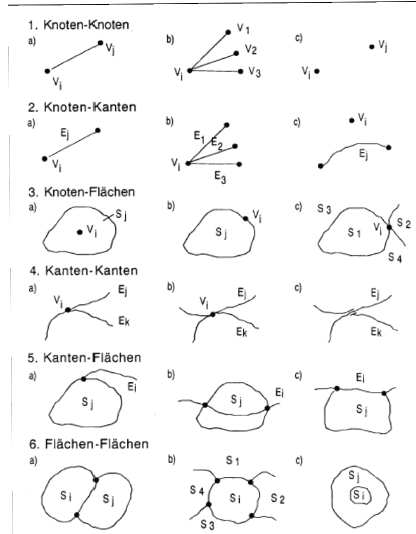 1. Knoten-Knoten
a) b) c)
Vj V1 Vj
V2
Vi Vi V3 Vi
2. Knoten-Kanten
a) b) c)
Ej E1 E2 Vi
Vi Vi E3 Ej
3. Knoten-Flächen
a) Sj b) Vi c) S3
Vi Sj S1 Vi S2
S4
4. Kanten-Kanten
a) Ej b) Ej c) Ej
Vi Vi
Ek Ek Ek
5. Kanten-Flächen
a) b) c) Ei
Sj Ei Sj Ei Sj
6. Flächen-Flächen
a) b) S1 c)
Si Sj S4 Si S2 Sj
S3 Si